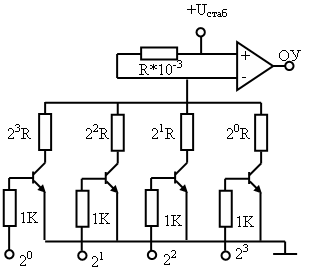 +Uстаб
ОУ
+
R*10⁻³
-
2³R 2²R 2¹R 2⁰R
1K 1K 1K 1K
2⁰ 2¹ 2² 2³